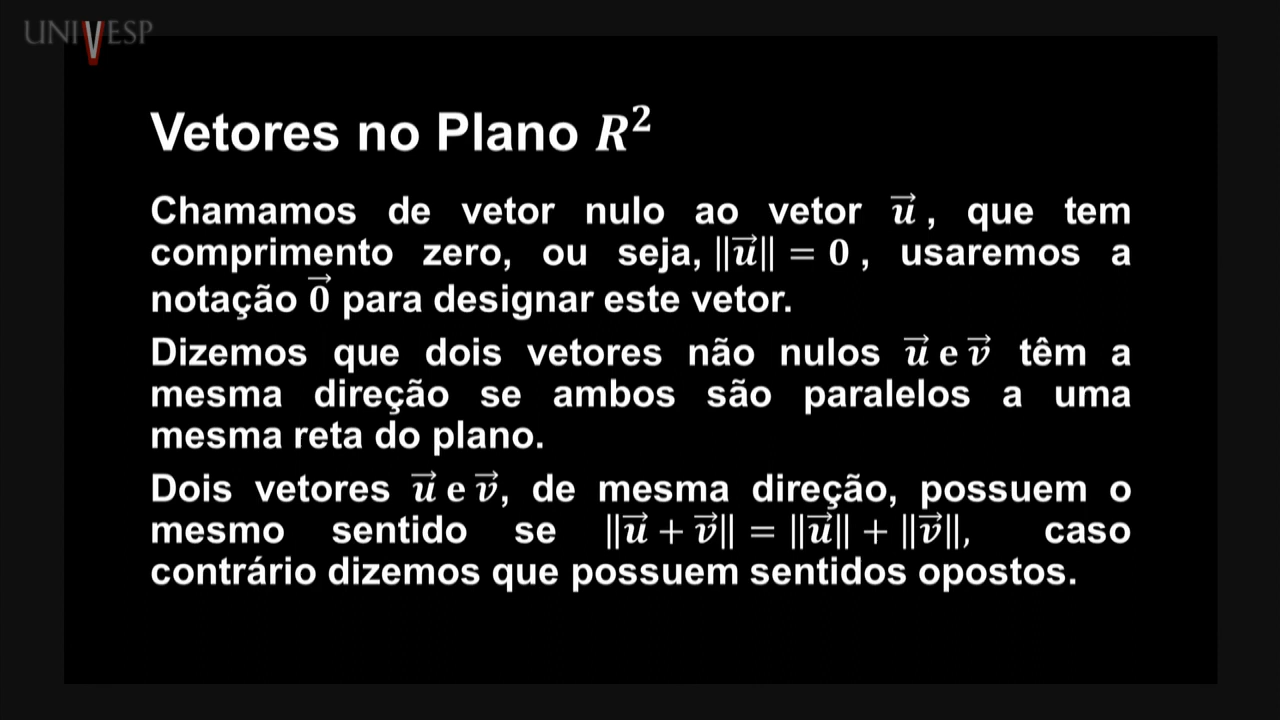 UNIVESP
Vetores no Plano R²
Chamamos de vetor nulo ao vetor u⃗ , que tem
comprimento zero, ou seja, ‖u⃗‖ = 0 , usaremos a
notação 0⃗ para designar este vetor.
Dizemos que dois vetores não nulos u⃗ e v⃗ têm a
mesma direção se ambos são paralelos a uma
mesma reta do plano.
Dois vetores u⃗ e v⃗, de mesma direção, possuem o
mesmo sentido se ‖u⃗ + v⃗‖ = ‖u⃗‖ + ‖v⃗‖, caso
contrário dizemos que possuem sentidos opostos.